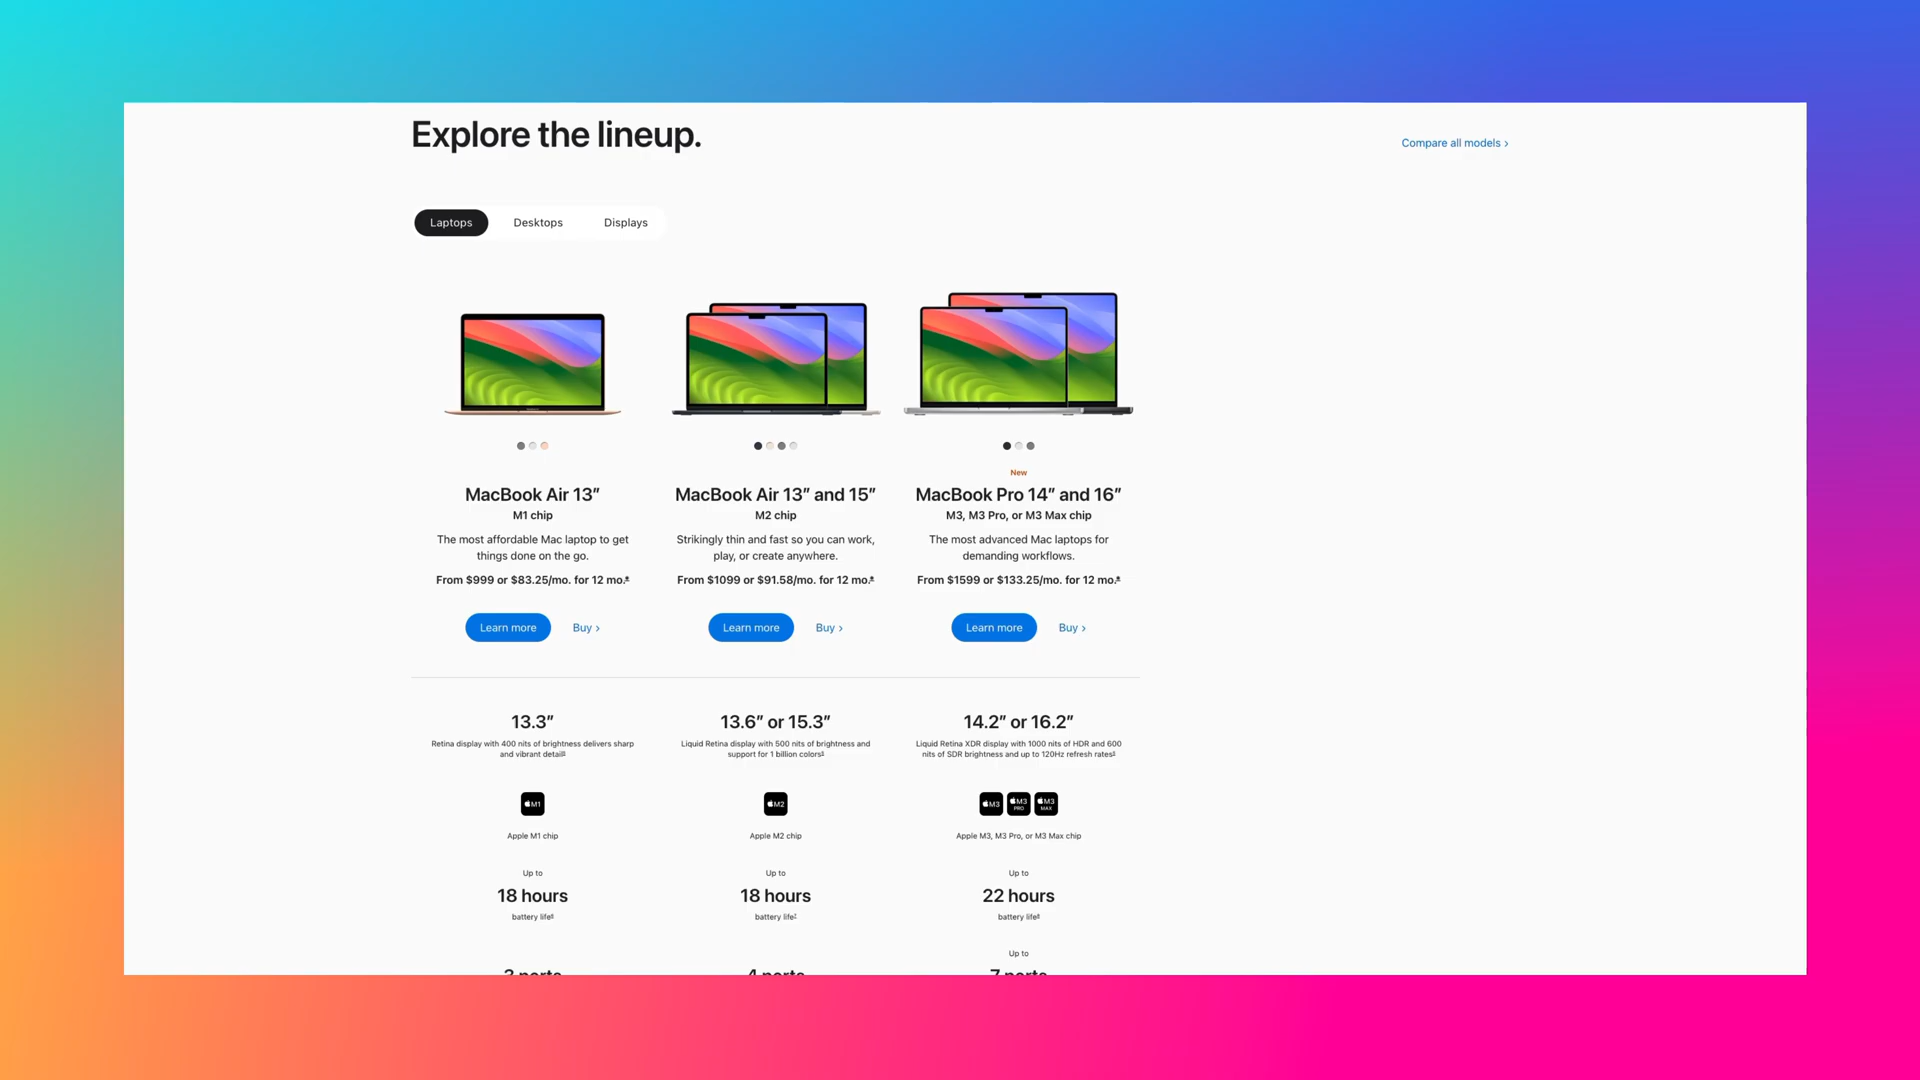 Explore the lineup.
Compare all models ›
Laptops
Desktops
Displays
New
MacBook Air 13”
M1 chip
The most affordable Mac laptop to get
things done on the go.
From $999 or $83.25/mo. for 12 mo.
Learn more
Buy ›
MacBook Air 13” and 15”
M2 chip
Strikingly thin and fast so you can work,
play, or create anywhere.
From $1099 or $91.58/mo. for 12 mo.
Learn more
Buy ›
MacBook Pro 14” and 16”
M3, M3 Pro, or M3 Max chip
The most advanced Mac laptops for
demanding workflows.
From $1599 or $133.25/mo. for 12 mo.
Learn more
Buy ›
13.3”
Retina display with 400 nits of brightness delivers sharp
and vibrant detail
M1
Apple M1 chip
Up to
18 hours
battery life
3 ports
13.6” or 15.3”
Liquid Retina display with 500 nits of brightness and
support for 1 billion colors
M2
Apple M2 chip
Up to
18 hours
battery life
4 ports
14.2” or 16.2”
Liquid Retina XDR display with 1000 nits of HDR and 600
nits of SDR brightness and up to 120Hz refresh rates
M3
M3
PRO
M3
MAX
Apple M3, M3 Pro, or M3 Max chip
Up to
22 hours
battery life
Up to
7 ports